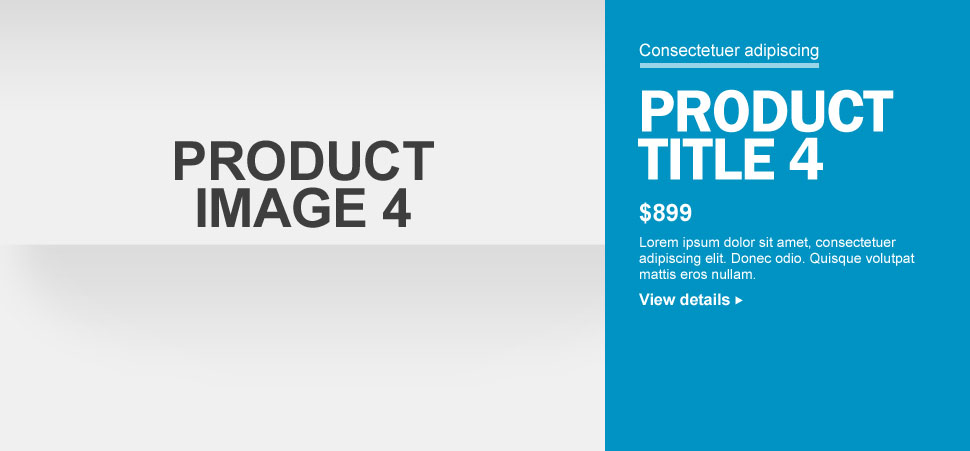 PRODUCT
IMAGE 4
Consectetuer adipiscing
PRODUCT
TITLE 4
$899
Lorem ipsum dolor sit amet, consectetuer
adipiscing elit. Donec odio. Quisque volutpat
mattis eros nullam.
View details ▸